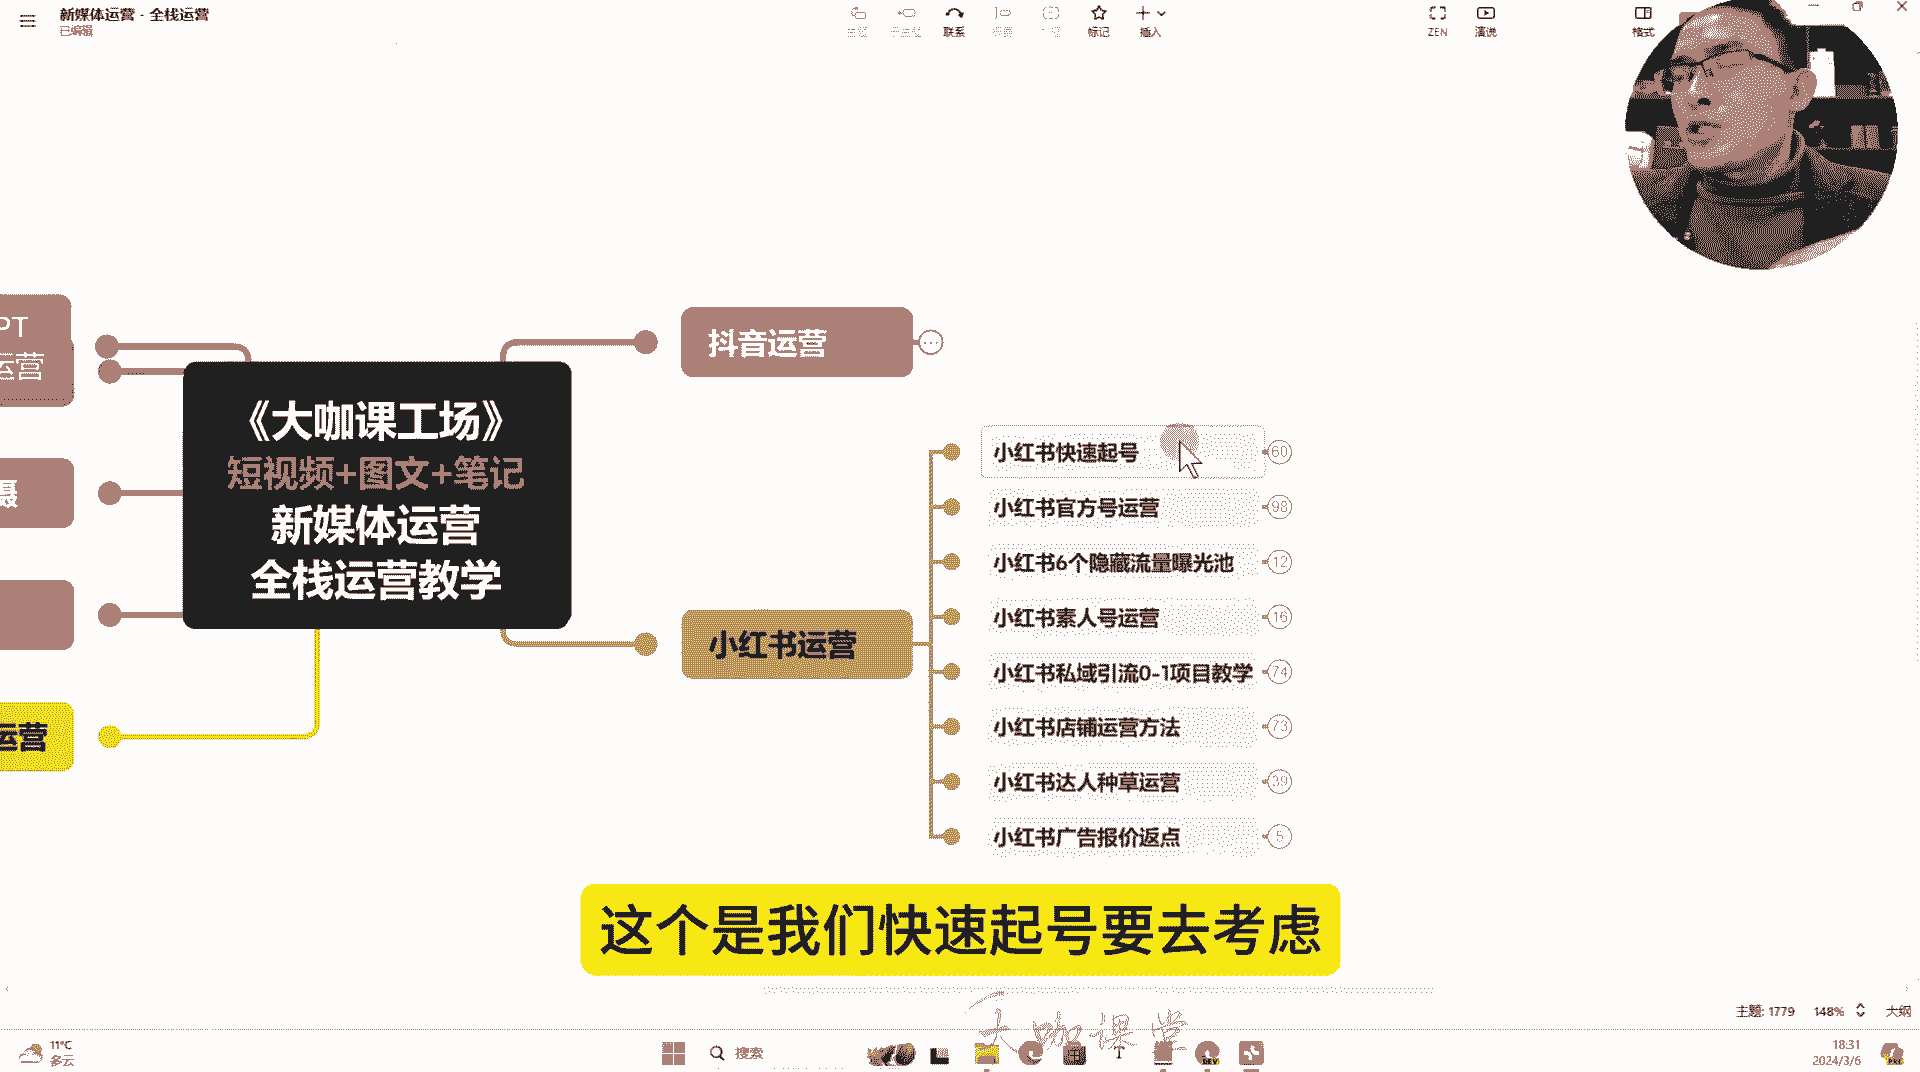 新媒体运营 - 全栈运营
已编辑
联系
标记
插入
ZEN
演说
格式
PT
运营
摄
运营
《大咖课工场》
短视频+图文+笔记
新媒体运营
全栈运营教学
抖音运营
小红书运营
小红书快速起号
60
小红书官方号运营
98
小红书6个隐藏流量曝光池
12
小红书素人号运营
16
小红书私域引流0-1项目教学
74
小红书店铺运营方法
73
小红书达人种草运营
39
小红书广告报价返点
5
这个是我们快速起号要去考虑
大咖课堂
主题: 1779
148%
大纲
11°C
多云
搜索
DEV
18:31
2024/3/6